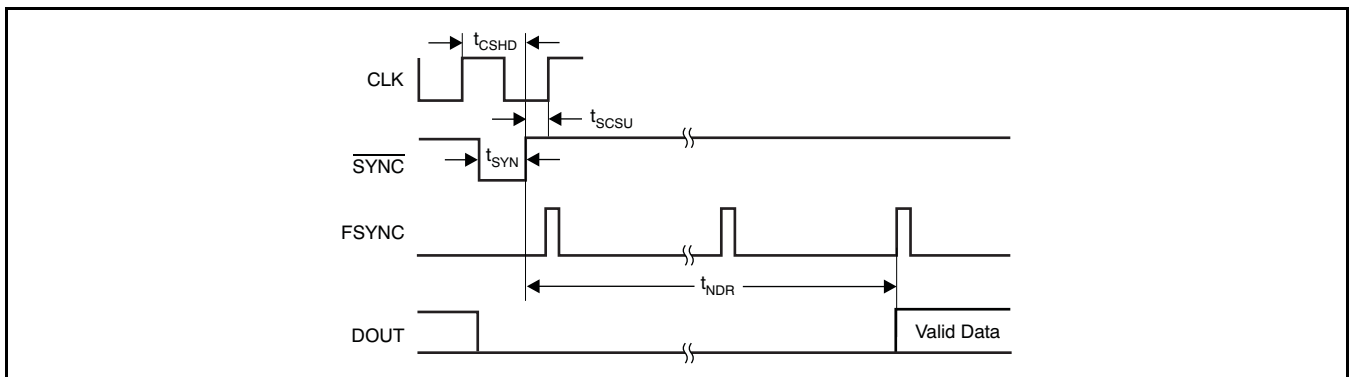 tCSHD
CLK
tSCSU
tSYN
SYNC
FSYNC
tNDR
DOUT
Valid Data